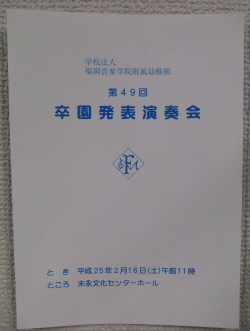 学校法人
福岡音楽学院附属幼稚園
第49回
卒園発表演奏会
とき 平成25年2月16日(土)午前11時
ところ 末永文化センターホール